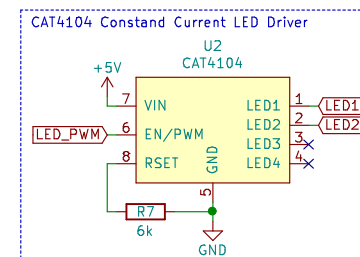 CAT4104 Constand Current LED Driver
U2
CAT4104
+5V
7 VIN LED1 1 LED1
6 EN/PWM LED2 2 LED2
LED_PWM
LED3 3
8 RSET LED4 4
GND
5
R7
6k
GND